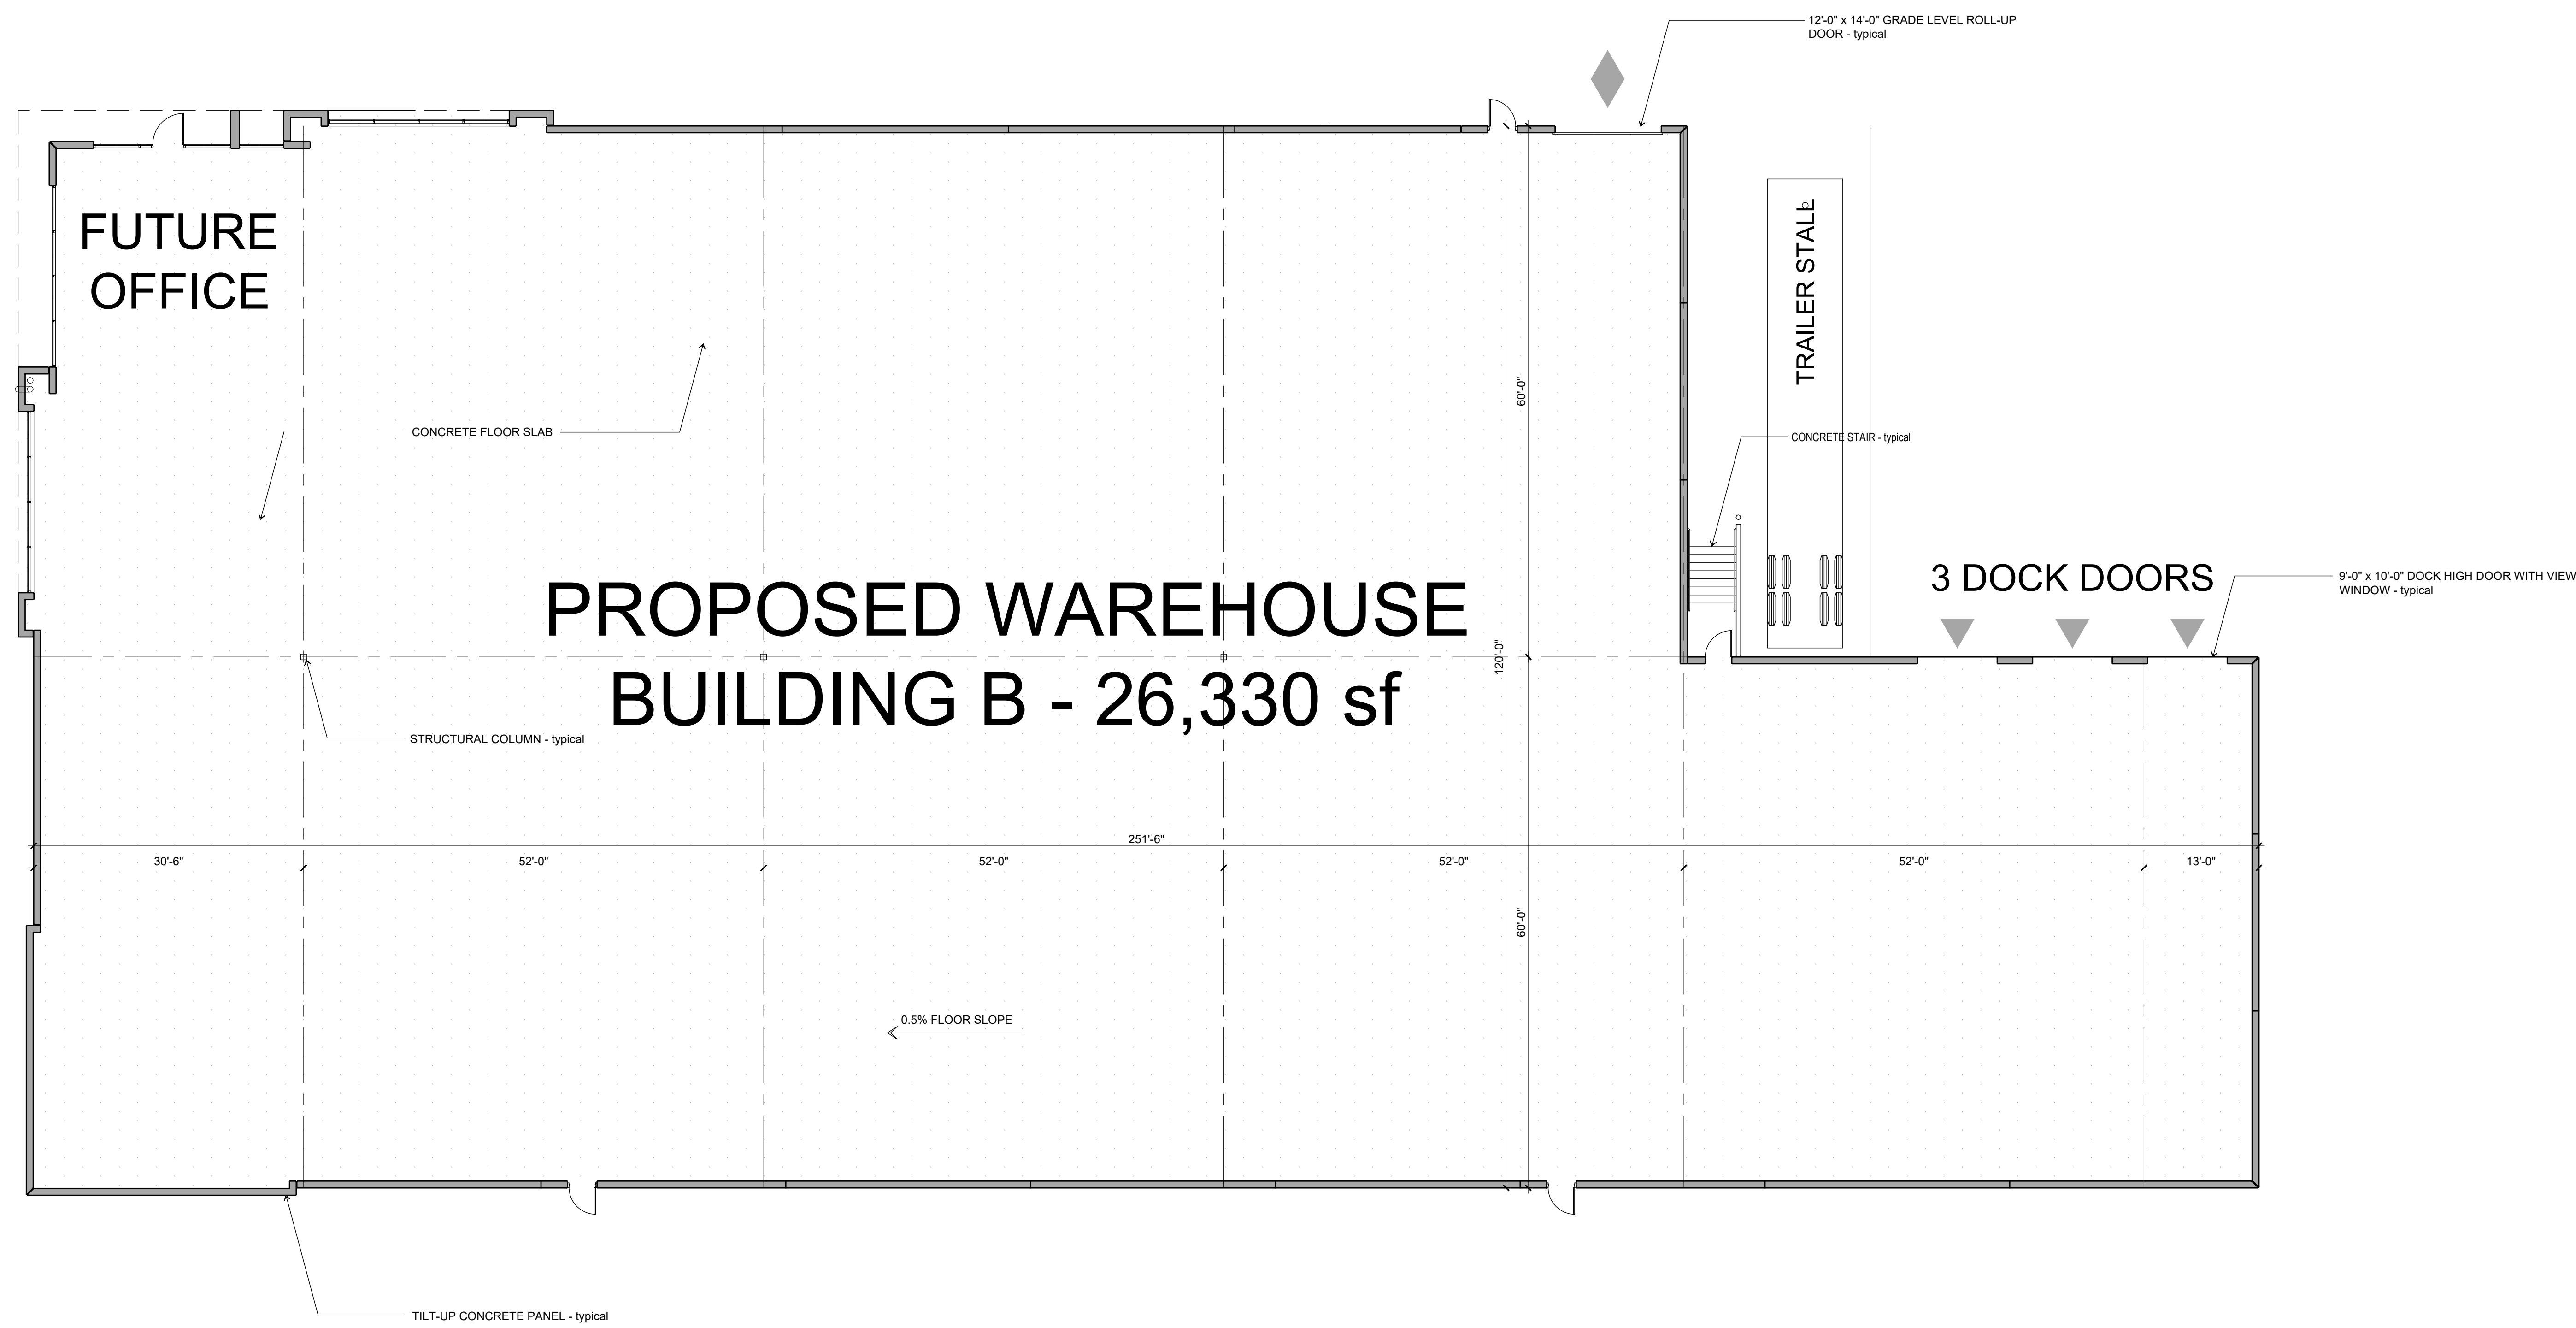 12'-0" x 14'-0" GRADE LEVEL ROLL-UP
DOOR - typical
FUTURE
OFFICE
TRAILER STALL
60'-0"
CONCRETE FLOOR SLAB
CONCRETE STAIR - typical
3 DOCK DOORS
9'-0" x 10'-0" DOCK HIGH DOOR WITH VIEW
WINDOW - typical
PROPOSED WAREHOUSE
BUILDING B - 26,330 sf
120'-0"
STRUCTURAL COLUMN - typical
251'-6"
30'-6"
52'-0"
52'-0"
52'-0"
52'-0"
13'-0"
60'-0"
0.5% FLOOR SLOPE
TILT-UP CONCRETE PANEL - typical